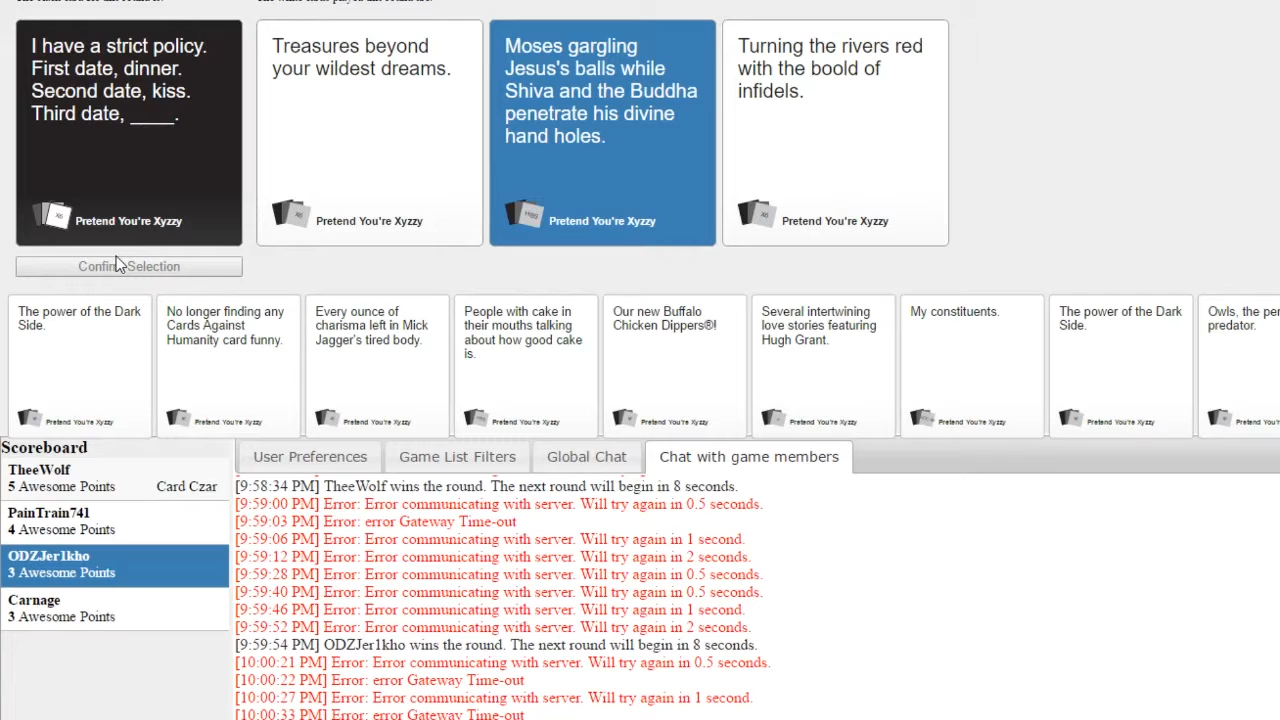 I have a strict policy.
First date, dinner.
Second date, kiss.
Third date, ____.
Pretend You're Xyzzy
Treasures beyond
your wildest dreams.
Pretend You're Xyzzy
Moses gargling
Jesus's balls while
Shiva and the Buddha
penetrate his divine
hand holes.
Pretend You're Xyzzy
Turning the rivers red
with the boold of
infidels.
Pretend You're Xyzzy
Selection
The power of the Dark
Side.
Pretend You're Xyzzy
No longer finding any
Cards Against
Humanity card funny.
Pretend You're Xyzzy
Every ounce of
charisma left in Mick
Jagger's tired body.
Pretend You're Xyzzy
People with cake in
their mouths talking
about how good cake
is.
Pretend You're Xyzzy
Our new Buffalo
Chicken Dippers®!
Pretend You're Xyzzy
Several intertwining
love stories featuring
Hugh Grant.
Pretend You're Xyzzy
My constituents.
Pretend You're Xyzzy
The power of the Dark
Side.
Pretend You're Xyzzy
Owls, the
predator.
Pretend
Scoreboard
TheeWolf
5 Awesome Points Card Czar
PainTrain741
4 Awesome Points
ODZJer1kho
3 Awesome Points
Carnage
3 Awesome Points
User Preferences
Game List Filters
Global Chat
Chat with game members
[9:58:34 PM] TheeWolf wins the round. The next round will begin in 8 seconds.
[9:59:00 PM] Error: Error communicating with server. Will try again in 0.5 seconds.
[9:59:03 PM] Error: error Gateway Time-out
[9:59:06 PM] Error: Error communicating with server. Will try again in 1 second.
[9:59:12 PM] Error: Error communicating with server. Will try again in 2 seconds.
[9:59:28 PM] Error: Error communicating with server. Will try again in 0.5 seconds.
[9:59:40 PM] Error: Error communicating with server. Will try again in 0.5 seconds.
[9:59:46 PM] Error: Error communicating with server. Will try again in 1 second.
[9:59:52 PM] Error: Error communicating with server. Will try again in 2 seconds.
[9:59:54 PM] ODZJer1kho wins the round. The next round will begin in 8 seconds.
[10:00:21 PM] Error: Error communicating with server. Will try again in 0.5 seconds.
[10:00:22 PM] Error: error Gateway Time-out
[10:00:27 PM] Error: Error communicating with server. Will try again in 1 second.
[10:00:33 PM] Error: error Gateway Time-out